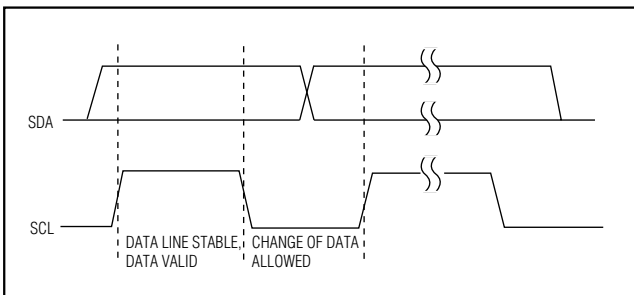 SDA
SCL
DATA LINE STABLE,
DATA VALID
CHANGE OF DATA
ALLOWED